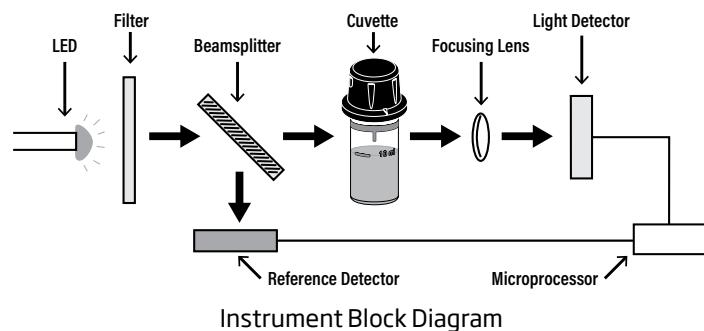 LED
Filter
Beamsplitter
Cuvette
Focusing Lens
Light Detector
10 ml
Reference Detector
Microprocessor
Instrument Block Diagram